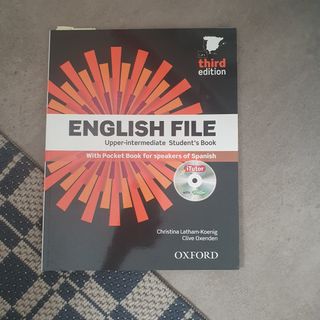 third
edition
ENGLISH FILE
Upper-intermediate Student's Book
With Pocket Book for speakers of Spanish
iTutor
Christina Latham-Koenig
Clive Oxenden
OXFORD